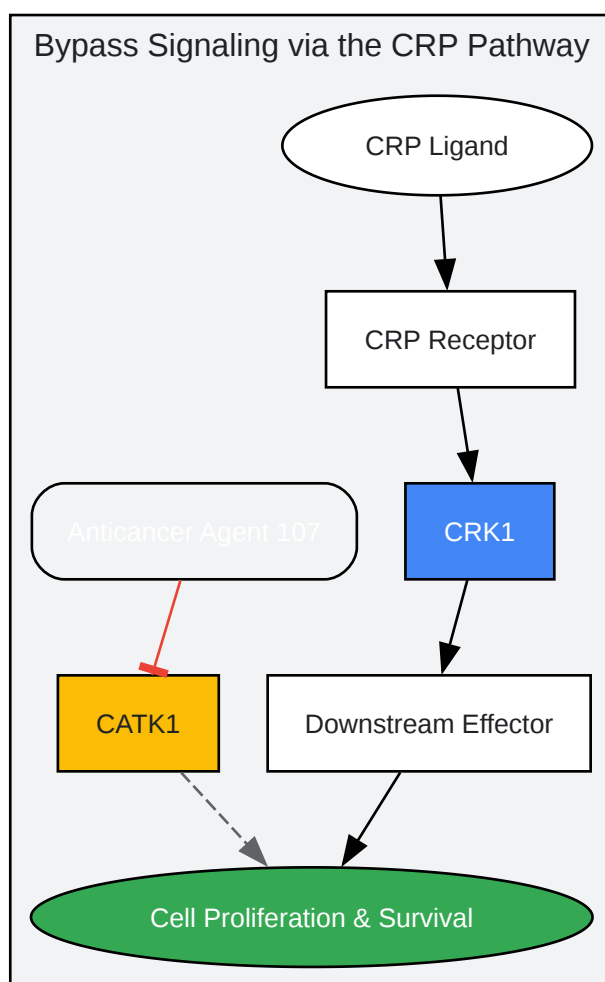 Bypass Signaling via the CRP Pathway
CRP Ligand
CRP Receptor
Anticancer Agent 107
CRK1
CATK1
Downstream Effector
Cell Proliferation & Survival